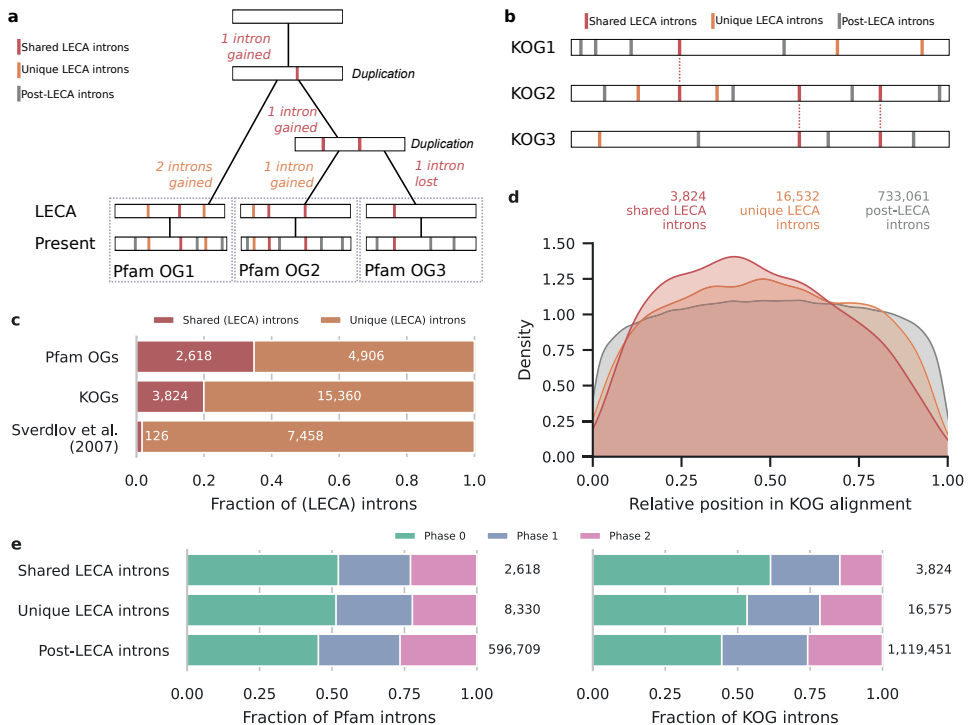 a
Shared LECA introns
Unique LECA introns
Post-LECA introns
1 intron
gained
Duplication
1 intron
gained
Duplication
2 introns
gained
1 intron
gained
1 intron
lost
LECA
Present
Pfam OG1
Pfam OG2
Pfam OG3
b
Shared LECA introns
Unique LECA introns
Post-LECA introns
KOG1
KOG2
KOG3
c
Shared (LECA) introns
Unique (LECA) introns
Pfam OGs
2,618
4,906
KOGs
3,824
15,360
Sverdlov et al.
(2007)
126
7,458
0.0 0.2 0.4 0.6 0.8 1.0
Fraction of (LECA) introns
d
3,824
shared LECA
introns
16,532
unique LECA
introns
733,061
post-LECA
introns
Density
1.50
1.25
1.00
0.75
0.50
0.25
0.00
0.00 0.25 0.50 0.75 1.00
Relative position in KOG alignment
e
Phase 0
Phase 1
Phase 2
Shared LECA introns
2,618
3,824
Unique LECA introns
8,330
16,575
Post-LECA introns
596,709
1,119,451
0.00 0.25 0.50 0.75 1.00
Fraction of Pfam introns
0.00 0.25 0.50 0.75 1.00
Fraction of KOG introns